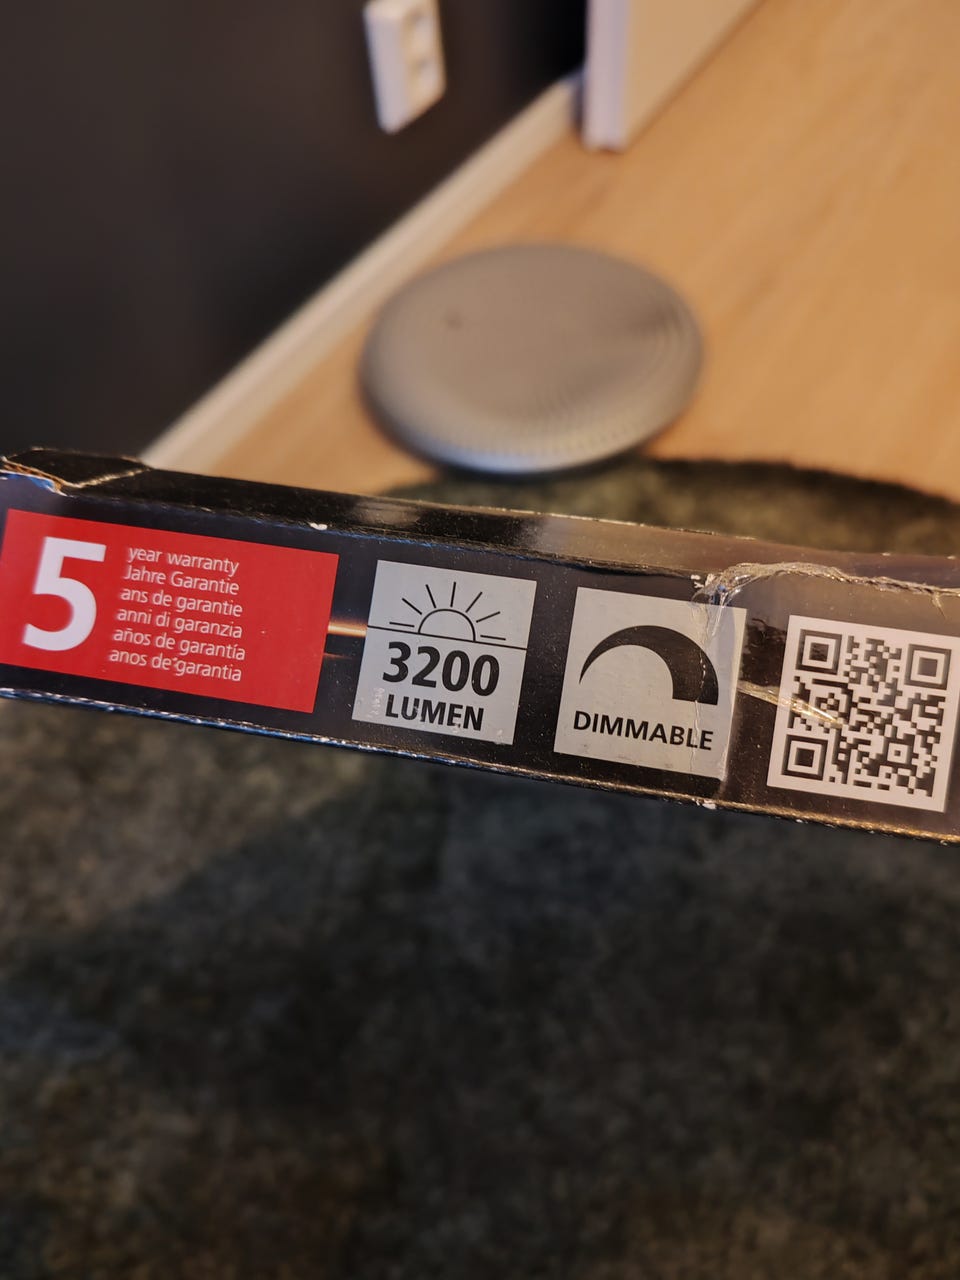 5
year warranty
Jahre Garantie
ans de garantie
anni di garanzia
años de garantía
anos de garantia
3200
LUMEN
DIMMABLE